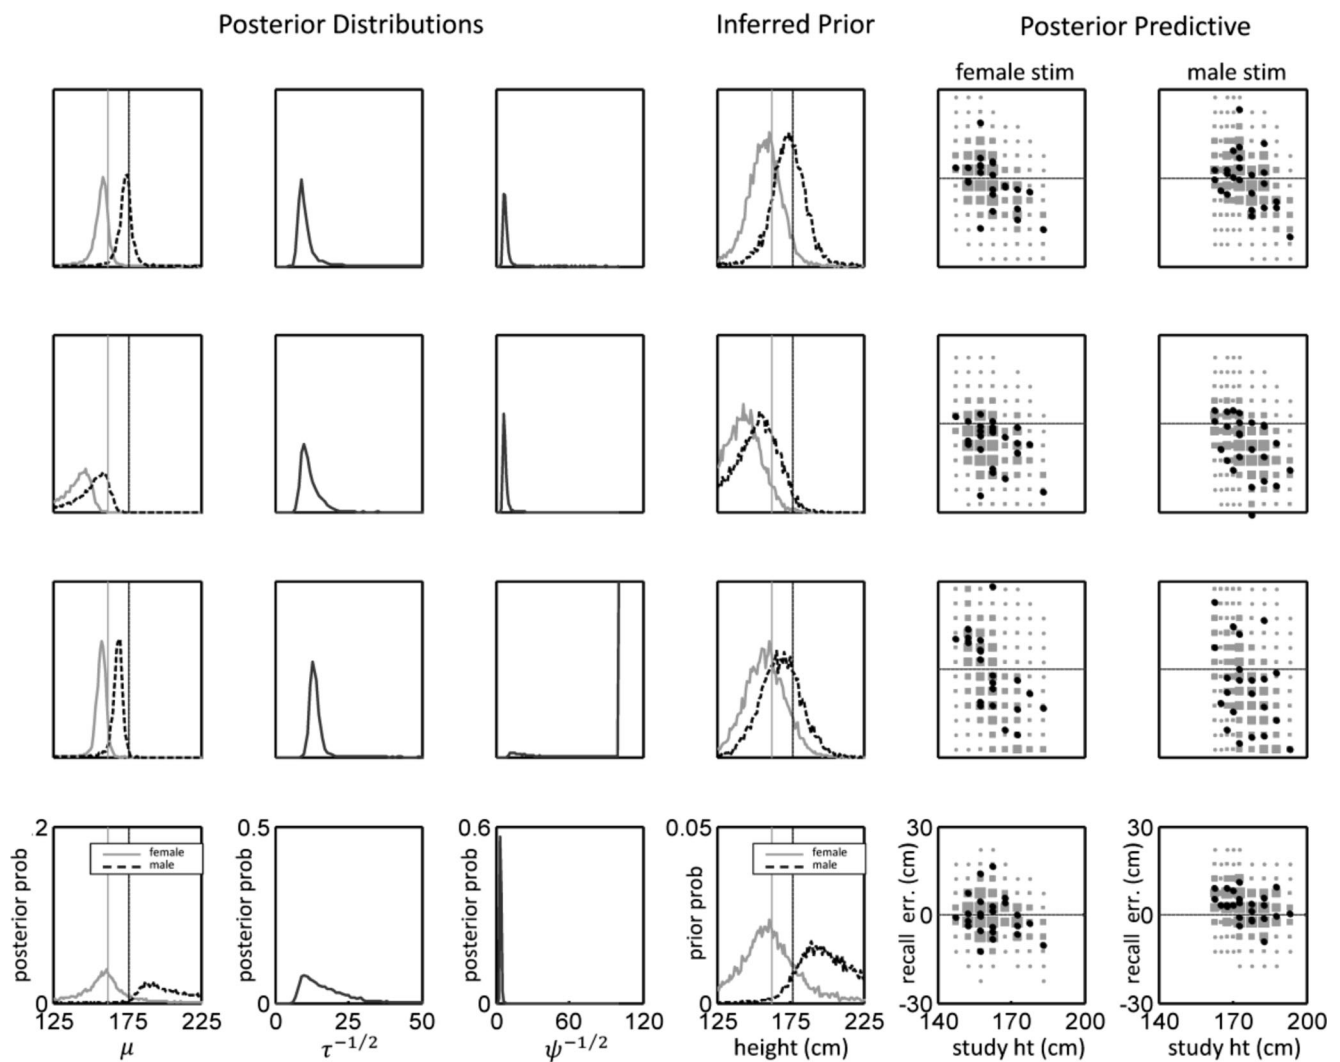 Posterior Distributions Inferred Prior Posterior Predictive
female stim male stim
.2 0.5 0.6 0.05 30 30
female female
male male
posterior prob posterior prob posterior prob prior prob recall err. (cm) recall err. (cm)
0 0
0 0 0 0 -30 -30
125 175 225 0 25 50 0 60 120 125 175 225 140 170 200 140 170 200
μ τ^{-1/2} ψ^{-1/2} height (cm) study ht (cm) study ht (cm)